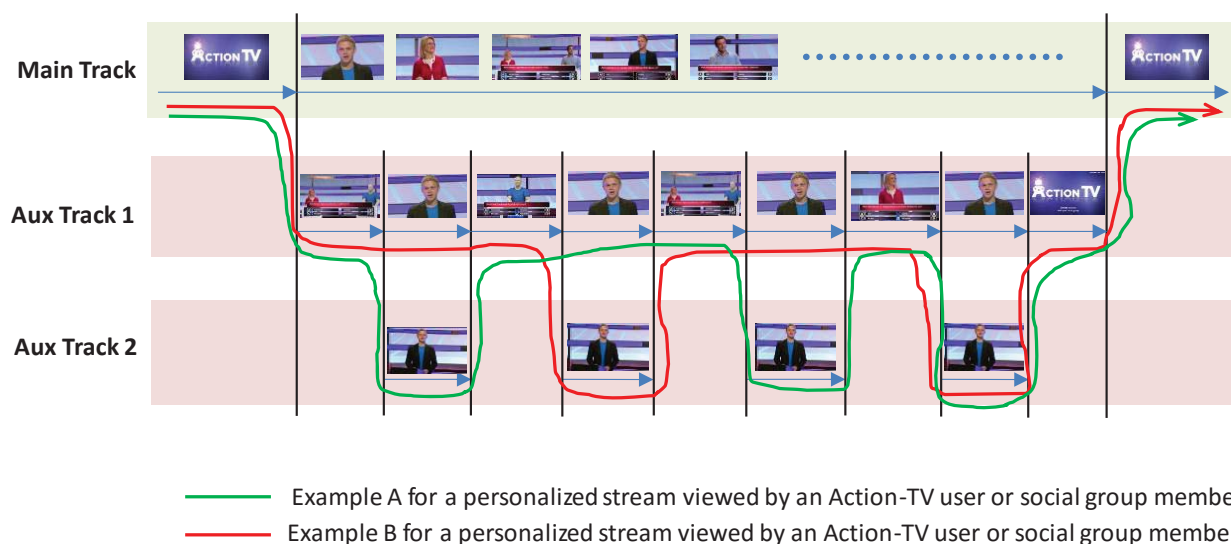 Main Track
ACTION TV
ACTION TV
Aux Track 1
ACTION TV
Aux Track 2
Example A for a personalized stream viewed by an Action-TV user or social group membe
Example B for a personalized stream viewed by an Action-TV user or social group membe